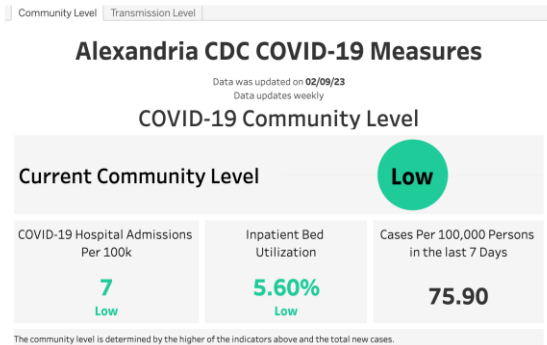 Community Level
Transmission Level
Alexandria CDC COVID-19 Measures
Data was updated on 02/09/23
Data updates weekly
COVID-19 Community Level
Current Community Level
Low
COVID-19 Hospital Admissions
Per 100k
7
Low
Inpatient Bed
Utilization
5.60%
Low
Cases Per 100,000 Persons
in the last 7 Days
75.90
The community level is determined by the higher of the indicators above and the total new cases.